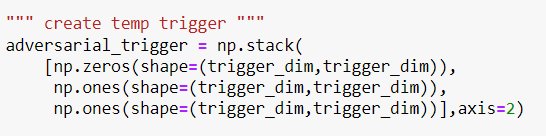 """ create temp trigger """
adversarial_trigger = np.stack(
    [np.zeros(shape=(trigger_dim,trigger_dim)),
     np.ones(shape=(trigger_dim,trigger_dim)),
     np.ones(shape=(trigger_dim,trigger_dim))],axis=2)